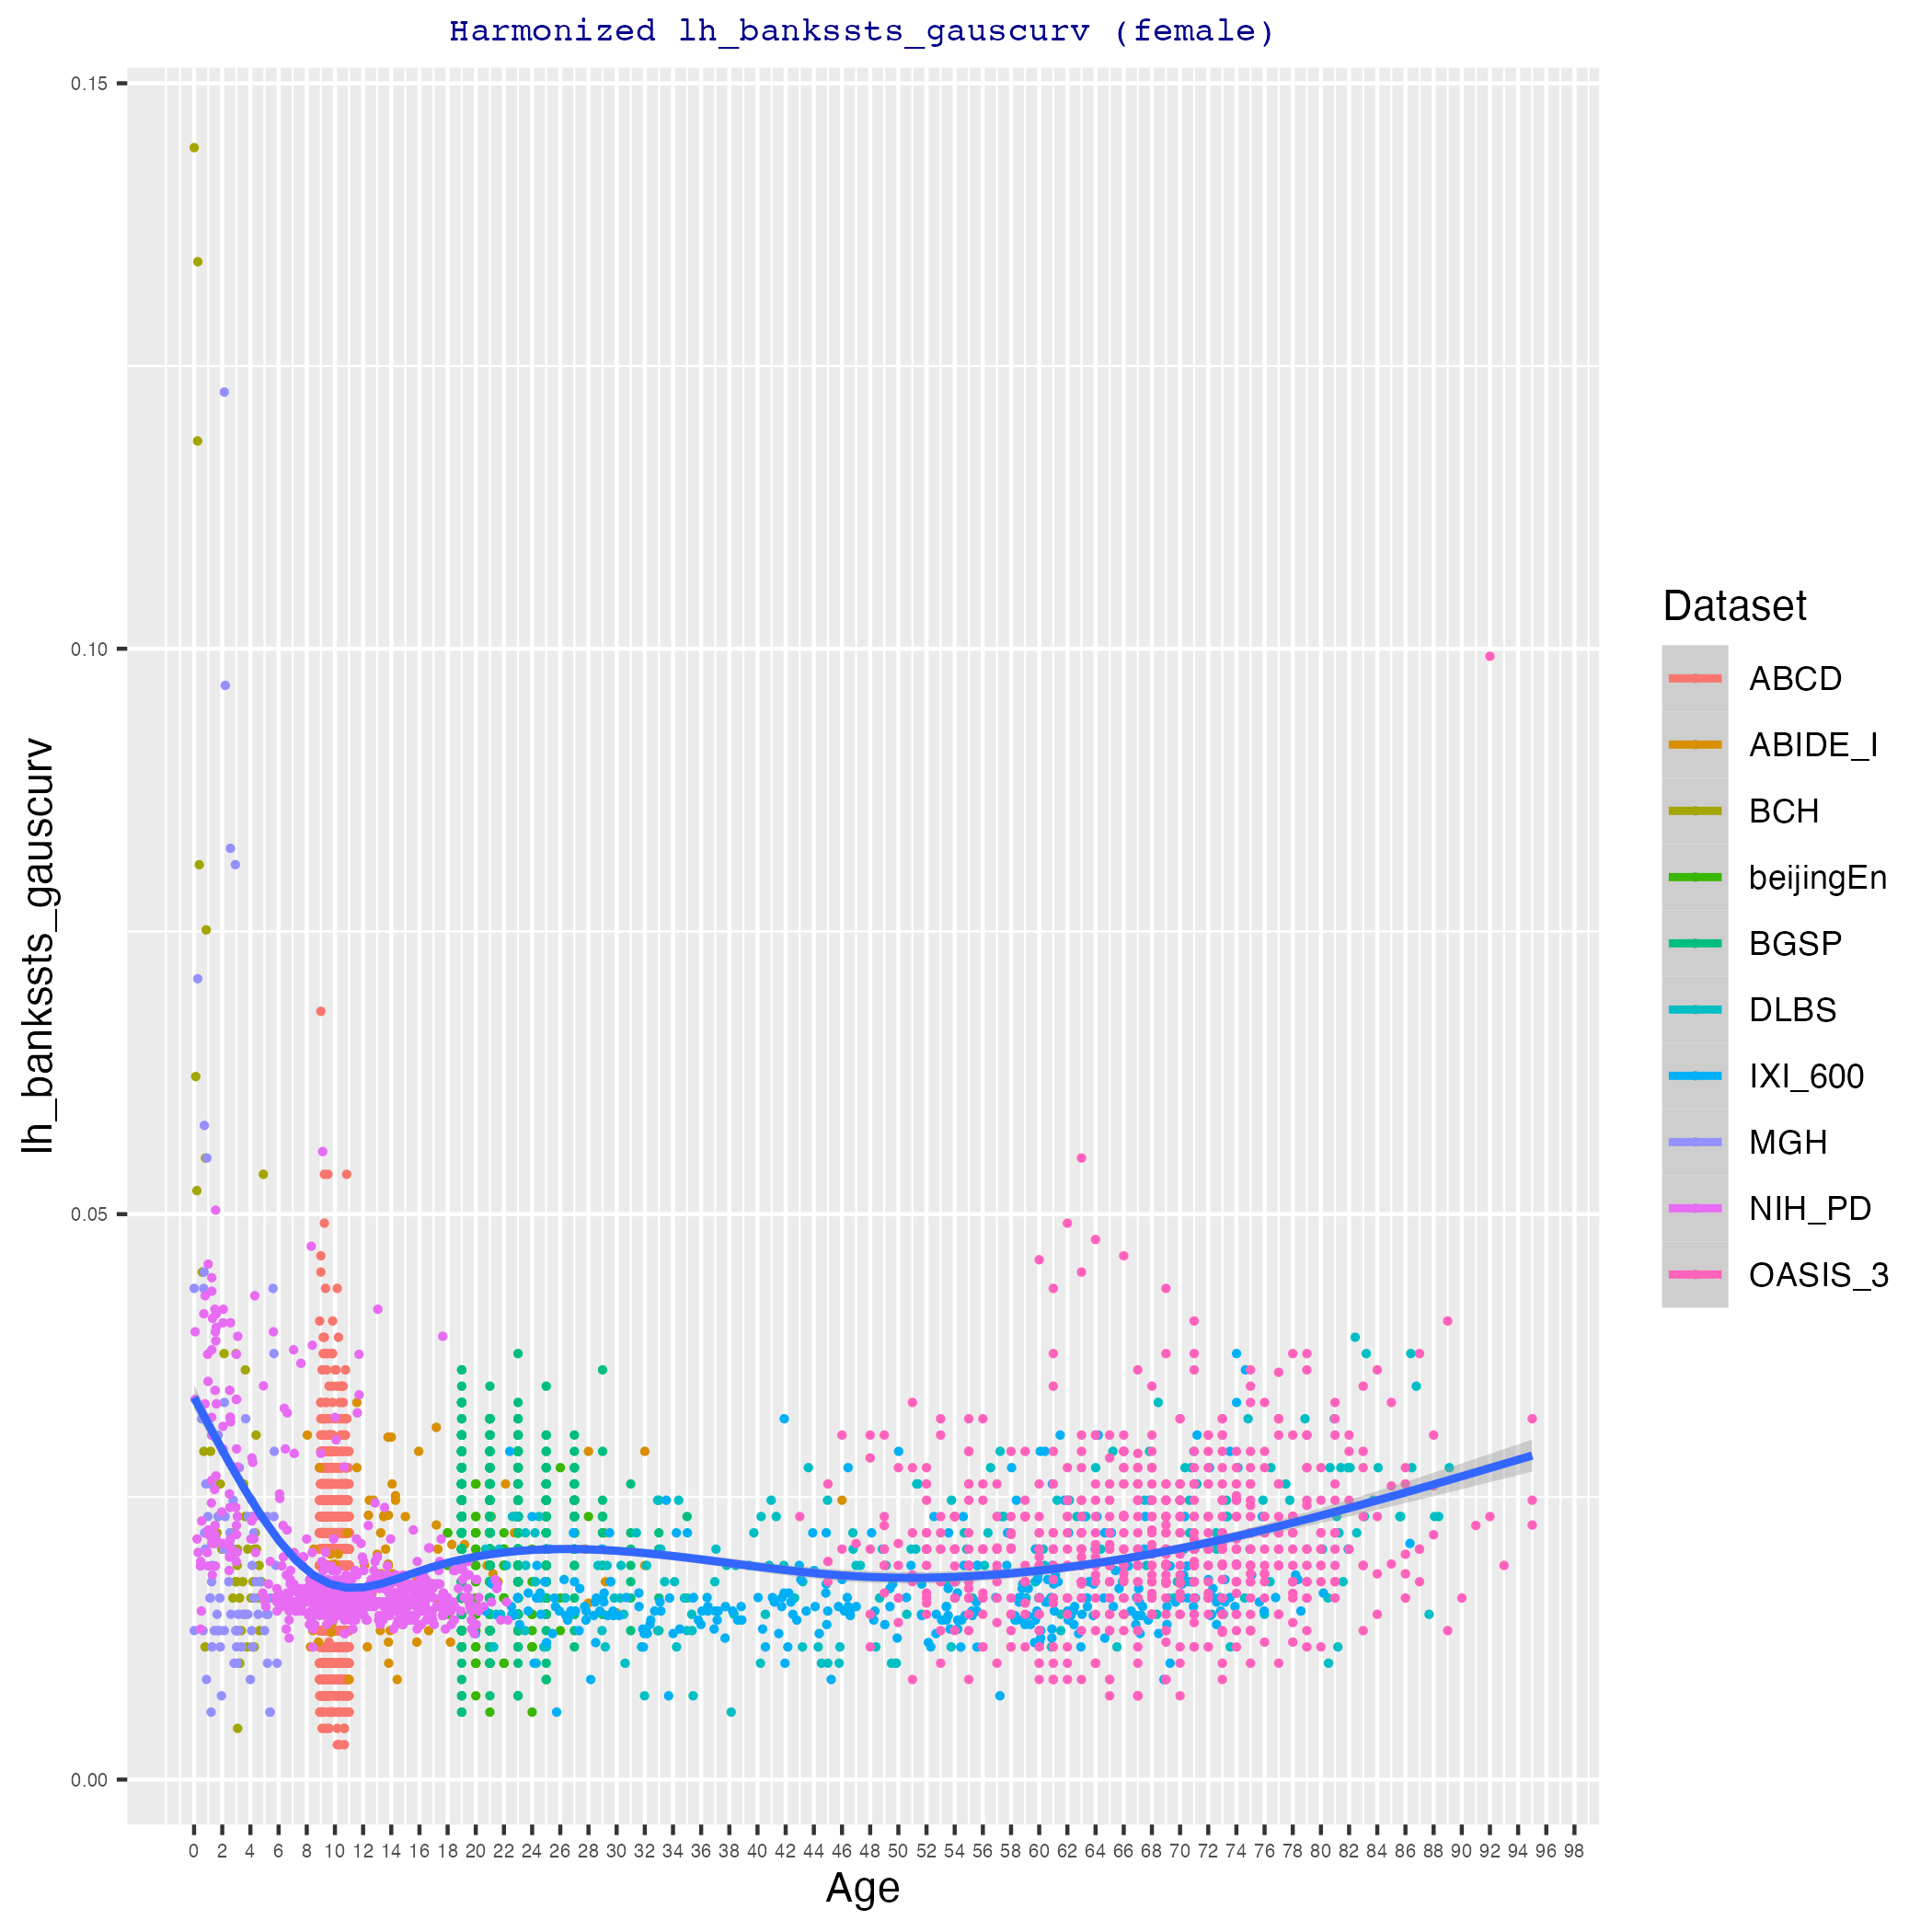 Harmonized lh_bankssts_gauscurv (female)
lh_bankssts_gauscurv
0.15
0.10
0.05
0.00
0 2 4 6 8 10 12 14 16 18 20 22 24 26 28 30 32 34 36 38 40 42 44 46 48 50 52 54 56 58 60 62 64 66 68 70 72 74 76 78 80 82 84 86 88 90 92 94 96 98
Age
Dataset
ABCD
ABIDE_I
BCH
beijingEn
BGSP
DLBS
IXI_600
MGH
NIH_PD
OASIS_3